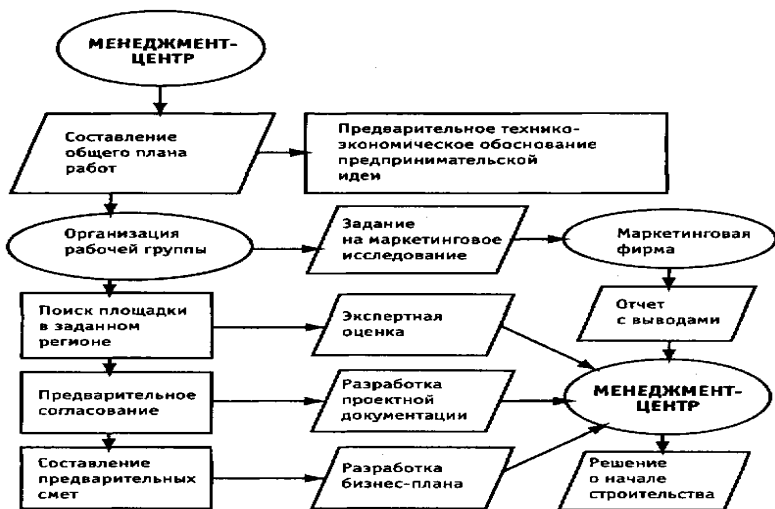 МЕНЕДЖМЕНТ-
ЦЕНТР
Составление
общего плана
работ
Предварительное технико-
экономическое обоснование
предпринимательской
идеи
Организация
рабочей группы
Задание
на маркетинговое
исследование
Маркетинговая
фирма
Поиск площадки
в заданном
регионе
Экспертная
оценка
Отчет
с выводами
Предварительное
согласование
Разработка
проектной
документации
МЕНЕДЖМЕНТ-
ЦЕНТР
Составление
предварительных
смет
Разработка
бизнес-плана
Решение
о начале
строительства